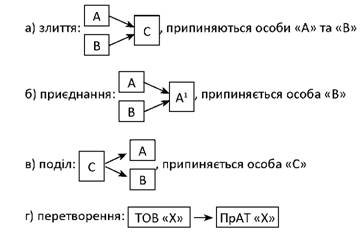 а) злиття: А В С , припиняються особи «А» та «В»
б) приєднання: А В А¹ , припиняється особа «В»
в) поділ: С А В , припиняється особа «С»
г) перетворення: ТОВ «Х» ПрАТ «Х»